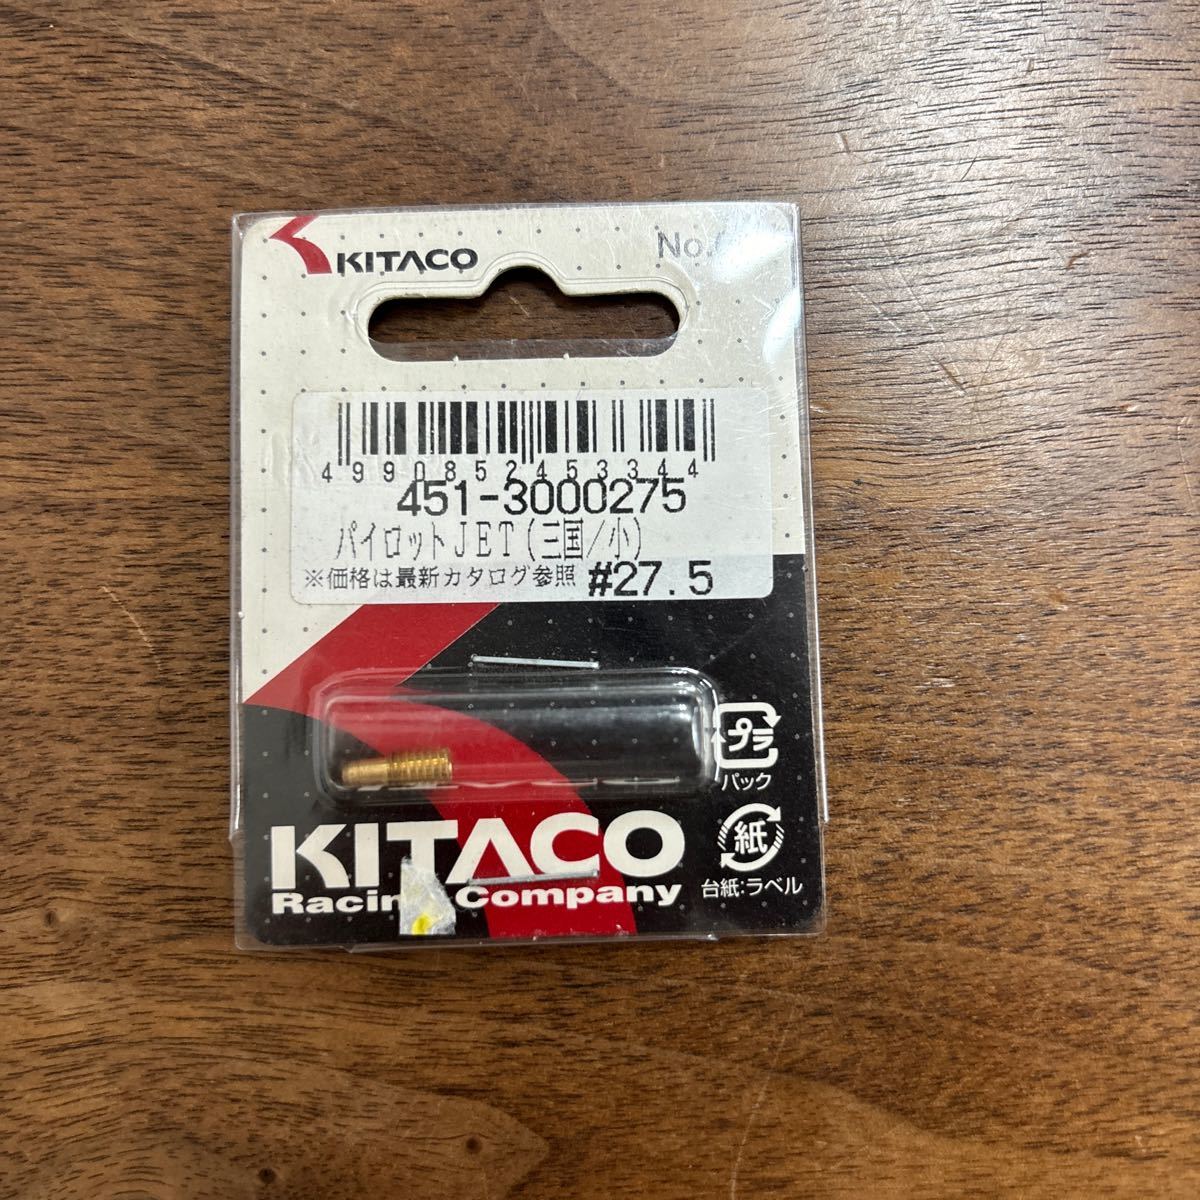 KITACO
No.
4990852453344
451-3000275
パイロットJET(三国/小)
※価格は最新カタログ参照 #27.5
プラ
パック
KITACO
紙
Company
台紙:ラベル